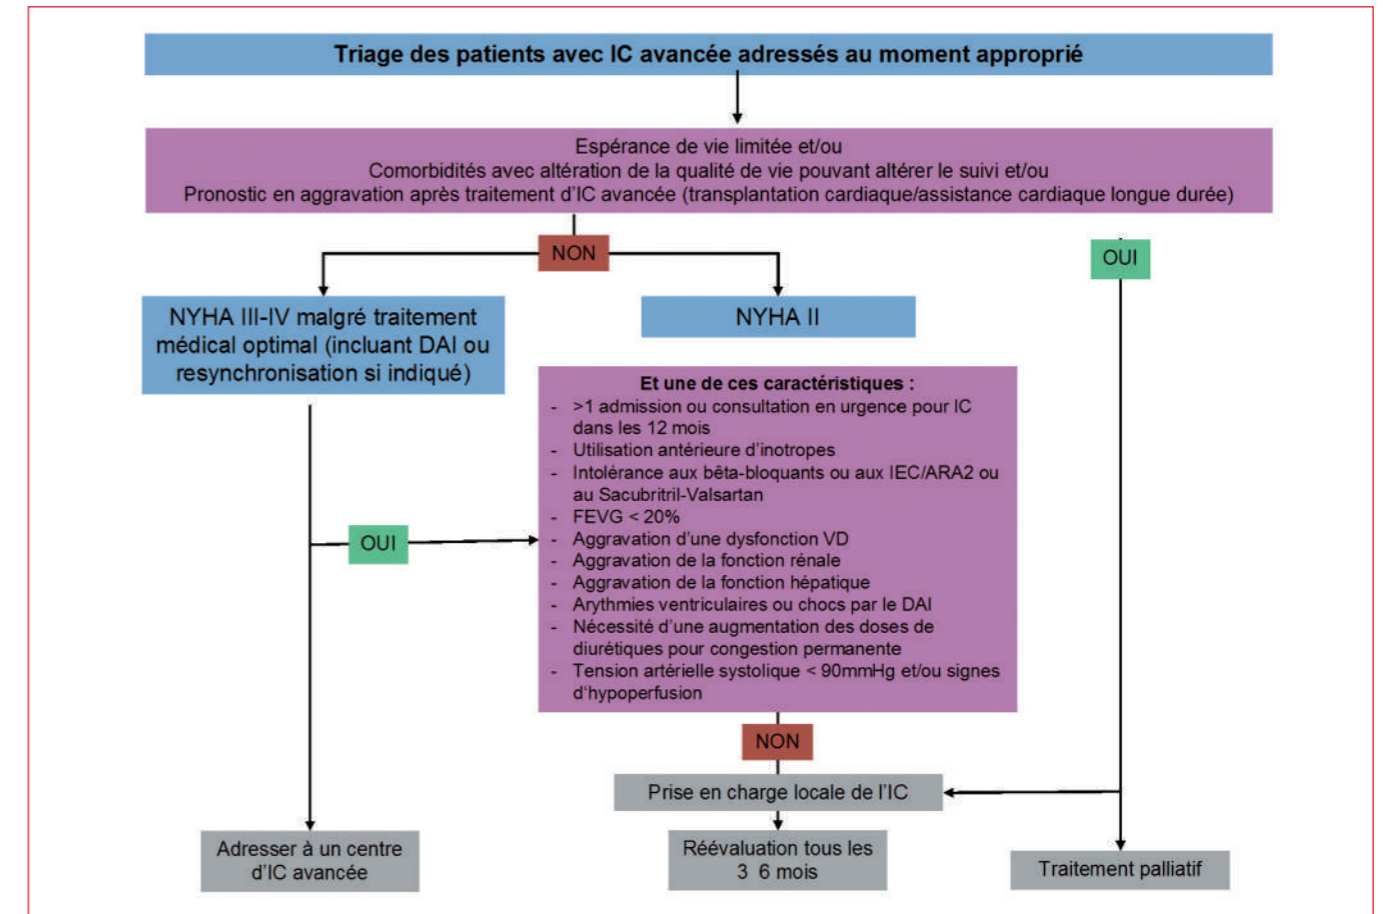 Triage des patients avec IC avancée adressés au moment approprié
Espérance de vie limitée et/ou
Comorbidités avec altération de la qualité de vie pouvant altérer le suivi et/ou
Pronostic en aggravation après traitement d'IC avancée (transplantation cardiaque/assistance cardiaque longue durée)
NON
OUI
NYHA III-IV malgré traitement
médical optimal (incluant DAI ou
resynchronisation si indiqué)
NYHA II
Et une de ces caractéristiques :
- >1 admission ou consultation en urgence pour IC
dans les 12 mois
- Utilisation antérieure d'inotropes
- Intolérance aux bêta-bloquants ou aux IEC/ARA2 ou
au Sacubritril-Valsartan
- FEVG < 20%
- Aggravation d'une dysfonction VD
- Aggravation de la fonction rénale
- Aggravation de la fonction hépatique
- Arythmies ventriculaires ou chocs par le DAI
- Nécessité d'une augmentation des doses de
diurétiques pour congestion permanente
- Tension artérielle systolique < 90mmHg et/ou signes
d'hypoperfusion
OUI
NON
Prise en charge locale de l'IC
Adresser à un centre
d'IC avancée
Réévaluation tous les
3 6 mois
Traitement palliatif